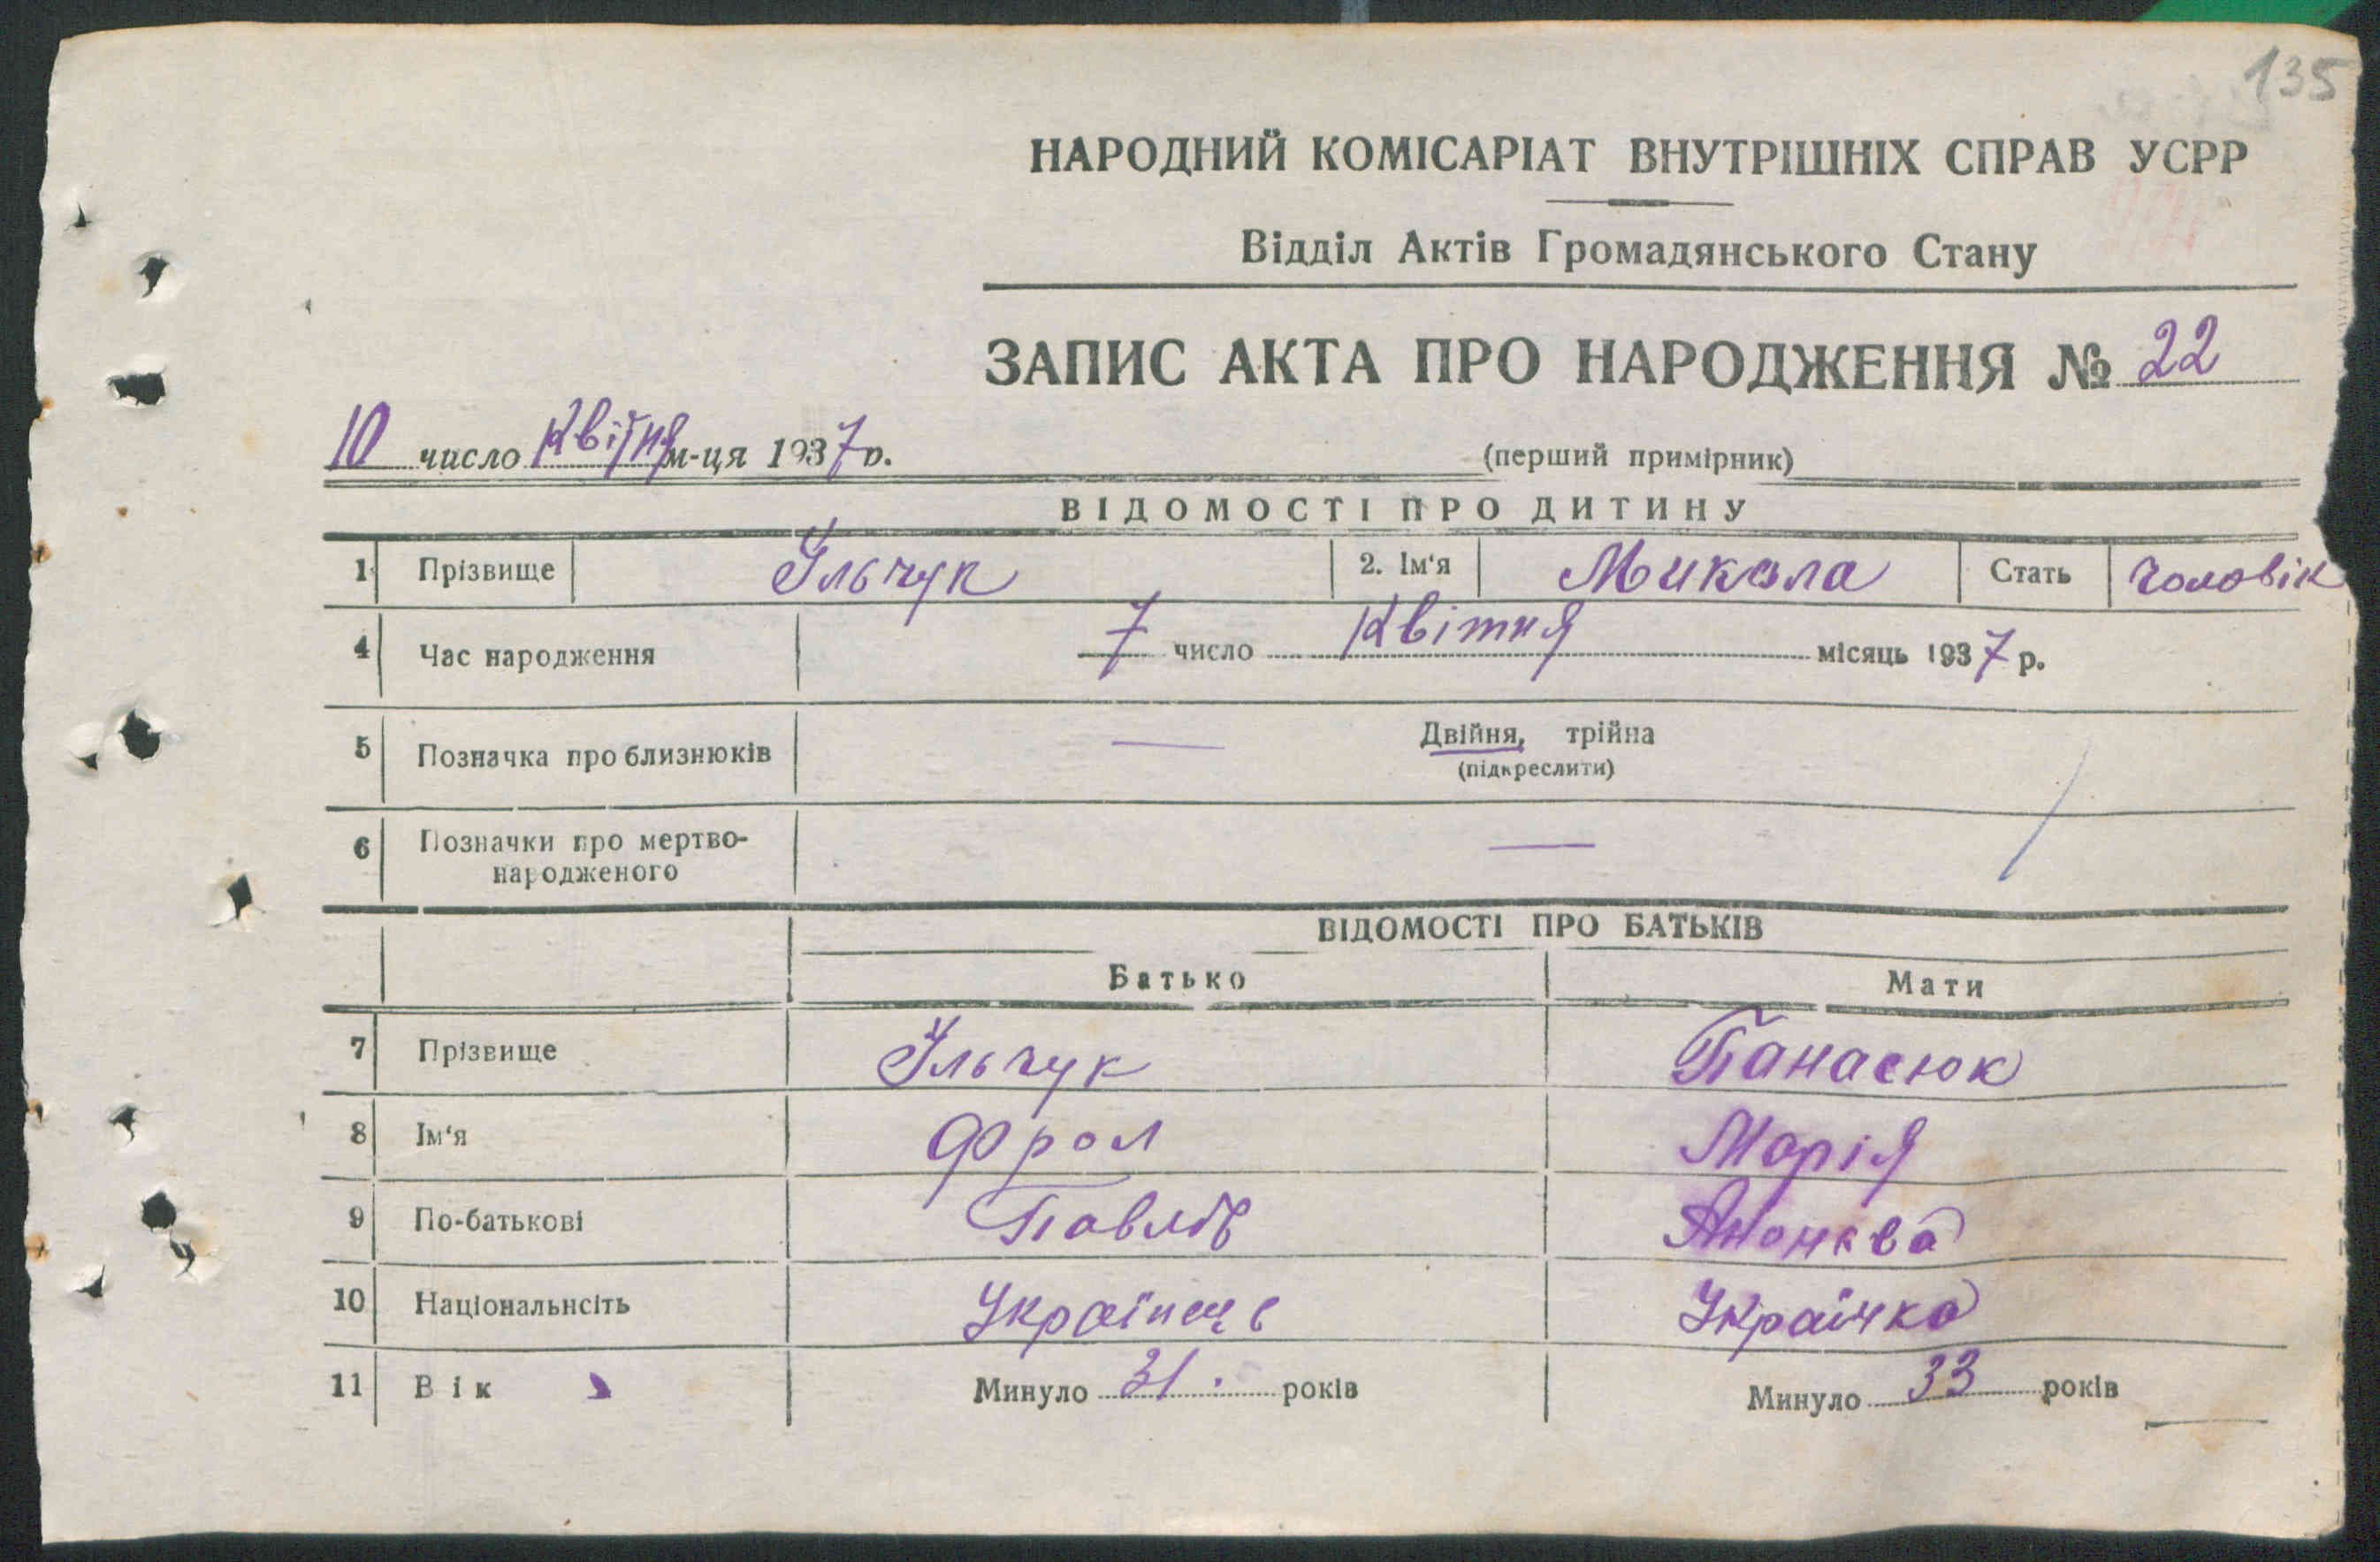 135
НАРОДНИЙ КОМІСАРІАТ ВНУТРІШНІХ СПРАВ УСРР
Відділ Актів Громадянського Стану
ЗАПИС АКТА ПРО НАРОДЖЕННЯ № 22
10 число Квітня м-ця 1937 р.
(перший примірник)
ВІДОМОСТІ ПРО ДИТИНУ
1 Прізвище Ільчук 2. Ім'я Микола Стать чоловік
4 Час народження 7 число Квітня місяць 1937 р.
5 Позначка про близнюків — Двійня, трійна
(підкреслити)
6 Позначки про мертво-
народженого —
ВІДОМОСТІ ПРО БАТЬКІВ
Батько Мати
7 Прізвище Ільчук Панасюк
8 Ім'я Фрол Марія
9 По-батькові Павлів
10 Національнсіть Українець Українка
11 Вік Минуло 31. років Минуло 33 років